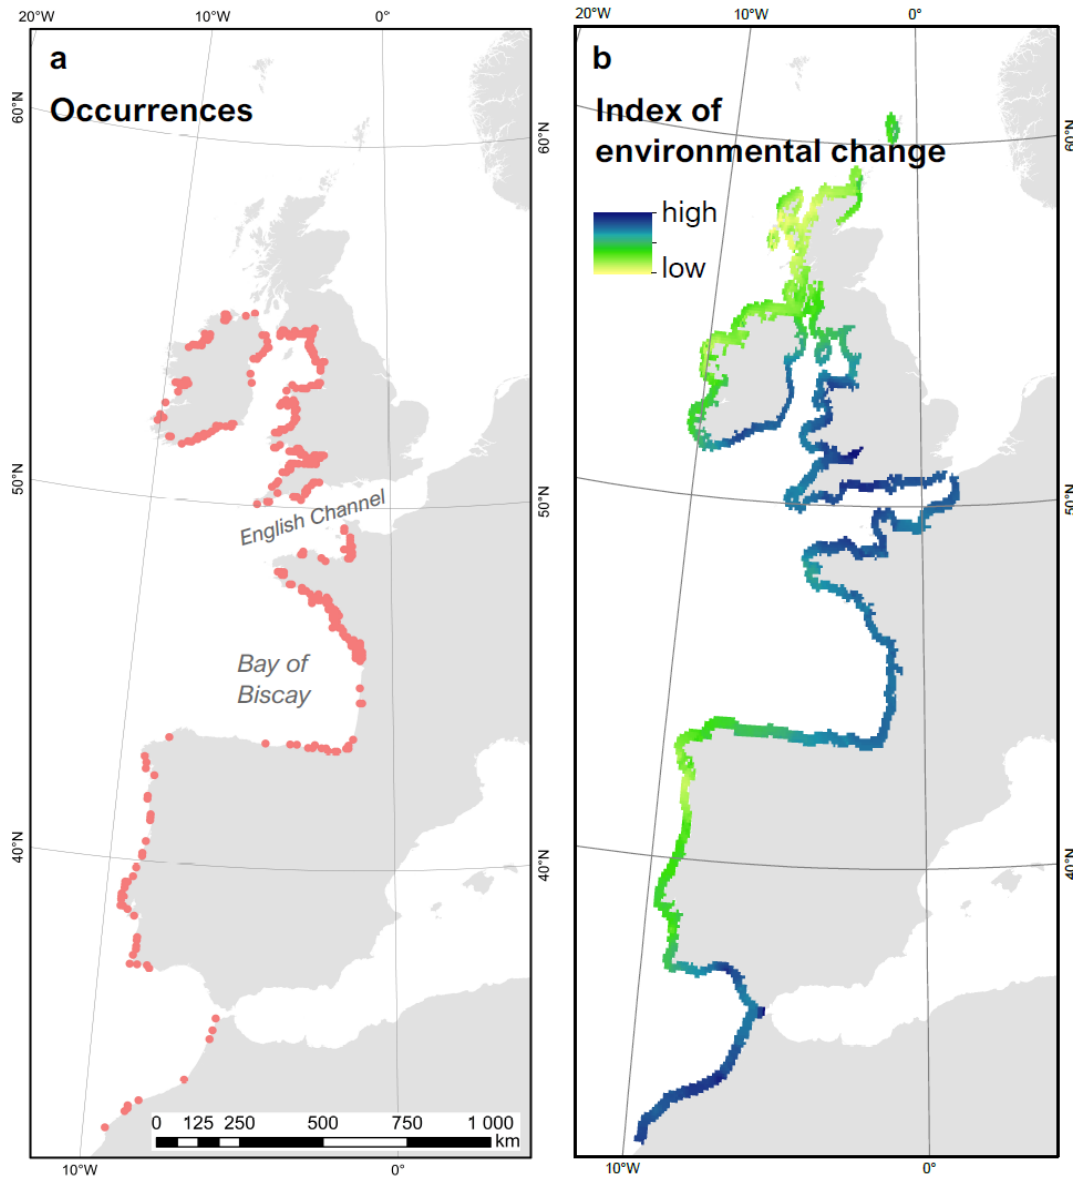 20°W 10°W 0°
a
Occurrences
60°N
60°N
50°N
50°N
English Channel
Bay of
Biscay
40°N
40°N
0 125 250 500 750 1 000
km
10°W 0°
20°W 10°W 0°
b
Index of
environmental change
high
low
60°N
50°N
40°N
10°W 0°